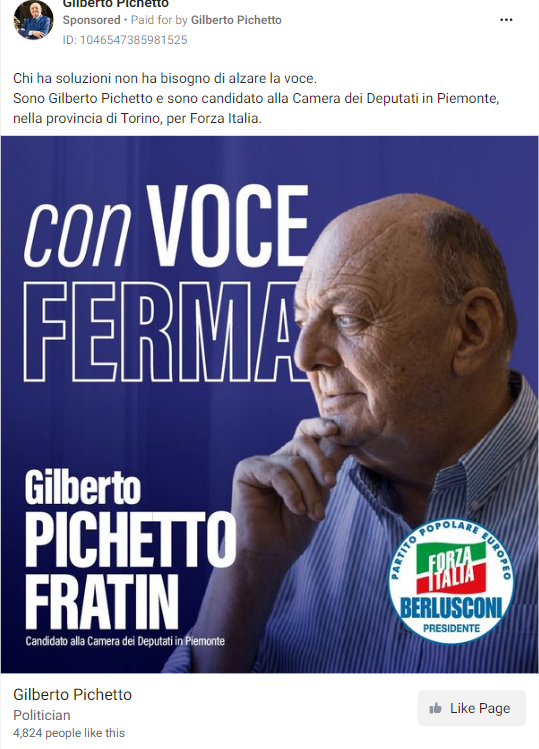 Gilberto Pichetto
Sponsored • Paid for by Gilberto Pichetto
ID: 1046547385981525
Chi ha soluzioni non ha bisogno di alzare la voce.
Sono Gilberto Pichetto e sono candidato alla Camera dei Deputati in Piemonte,
nella provincia di Torino, per Forza Italia.
con VOCE
FERMA
Gilberto
PICHETTO
FRATIN
Candidato alla Camera dei Deputati in Piemonte
PARTITO POPOLARE EUROPEO
FORZA
ITALIA
BERLUSCONI
PRESIDENTE
Gilberto Pichetto
Politician
4,824 people like this
Like Page